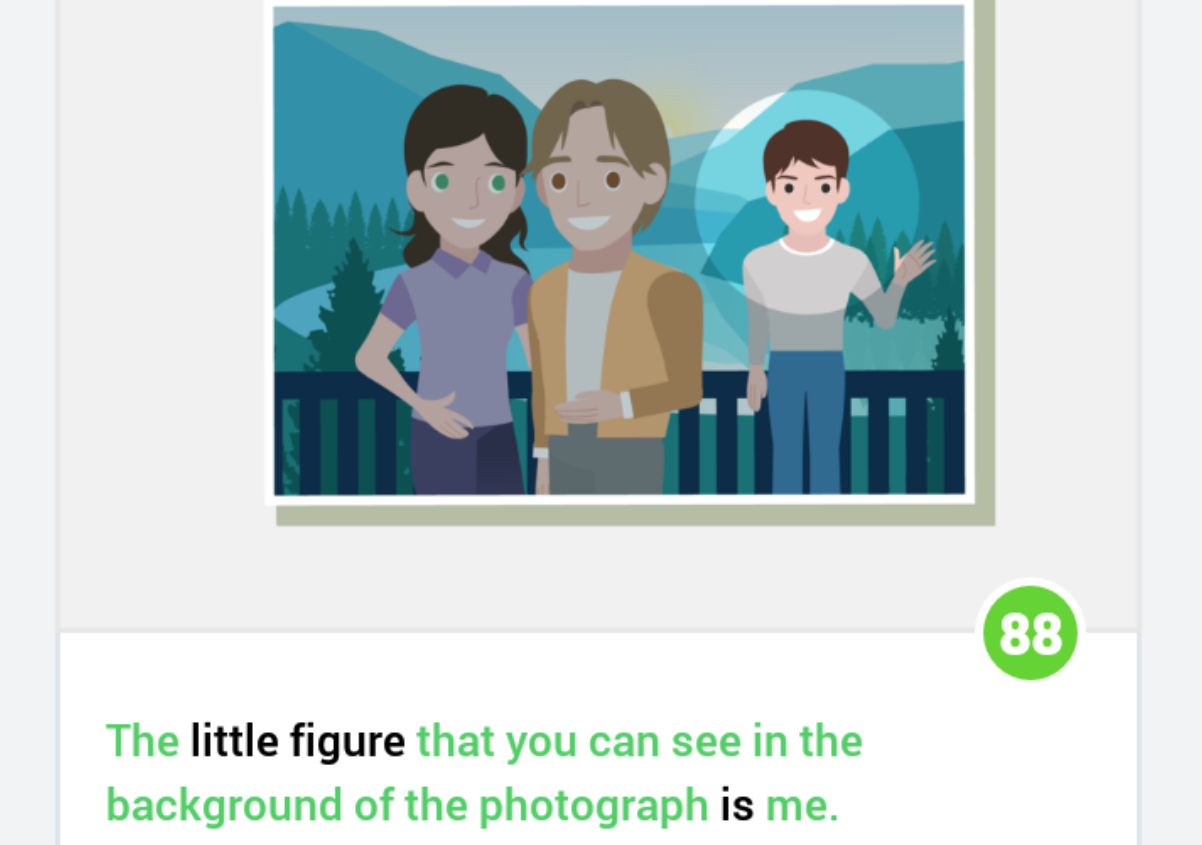 88
The little figure that you can see in the
background of the photograph is me.